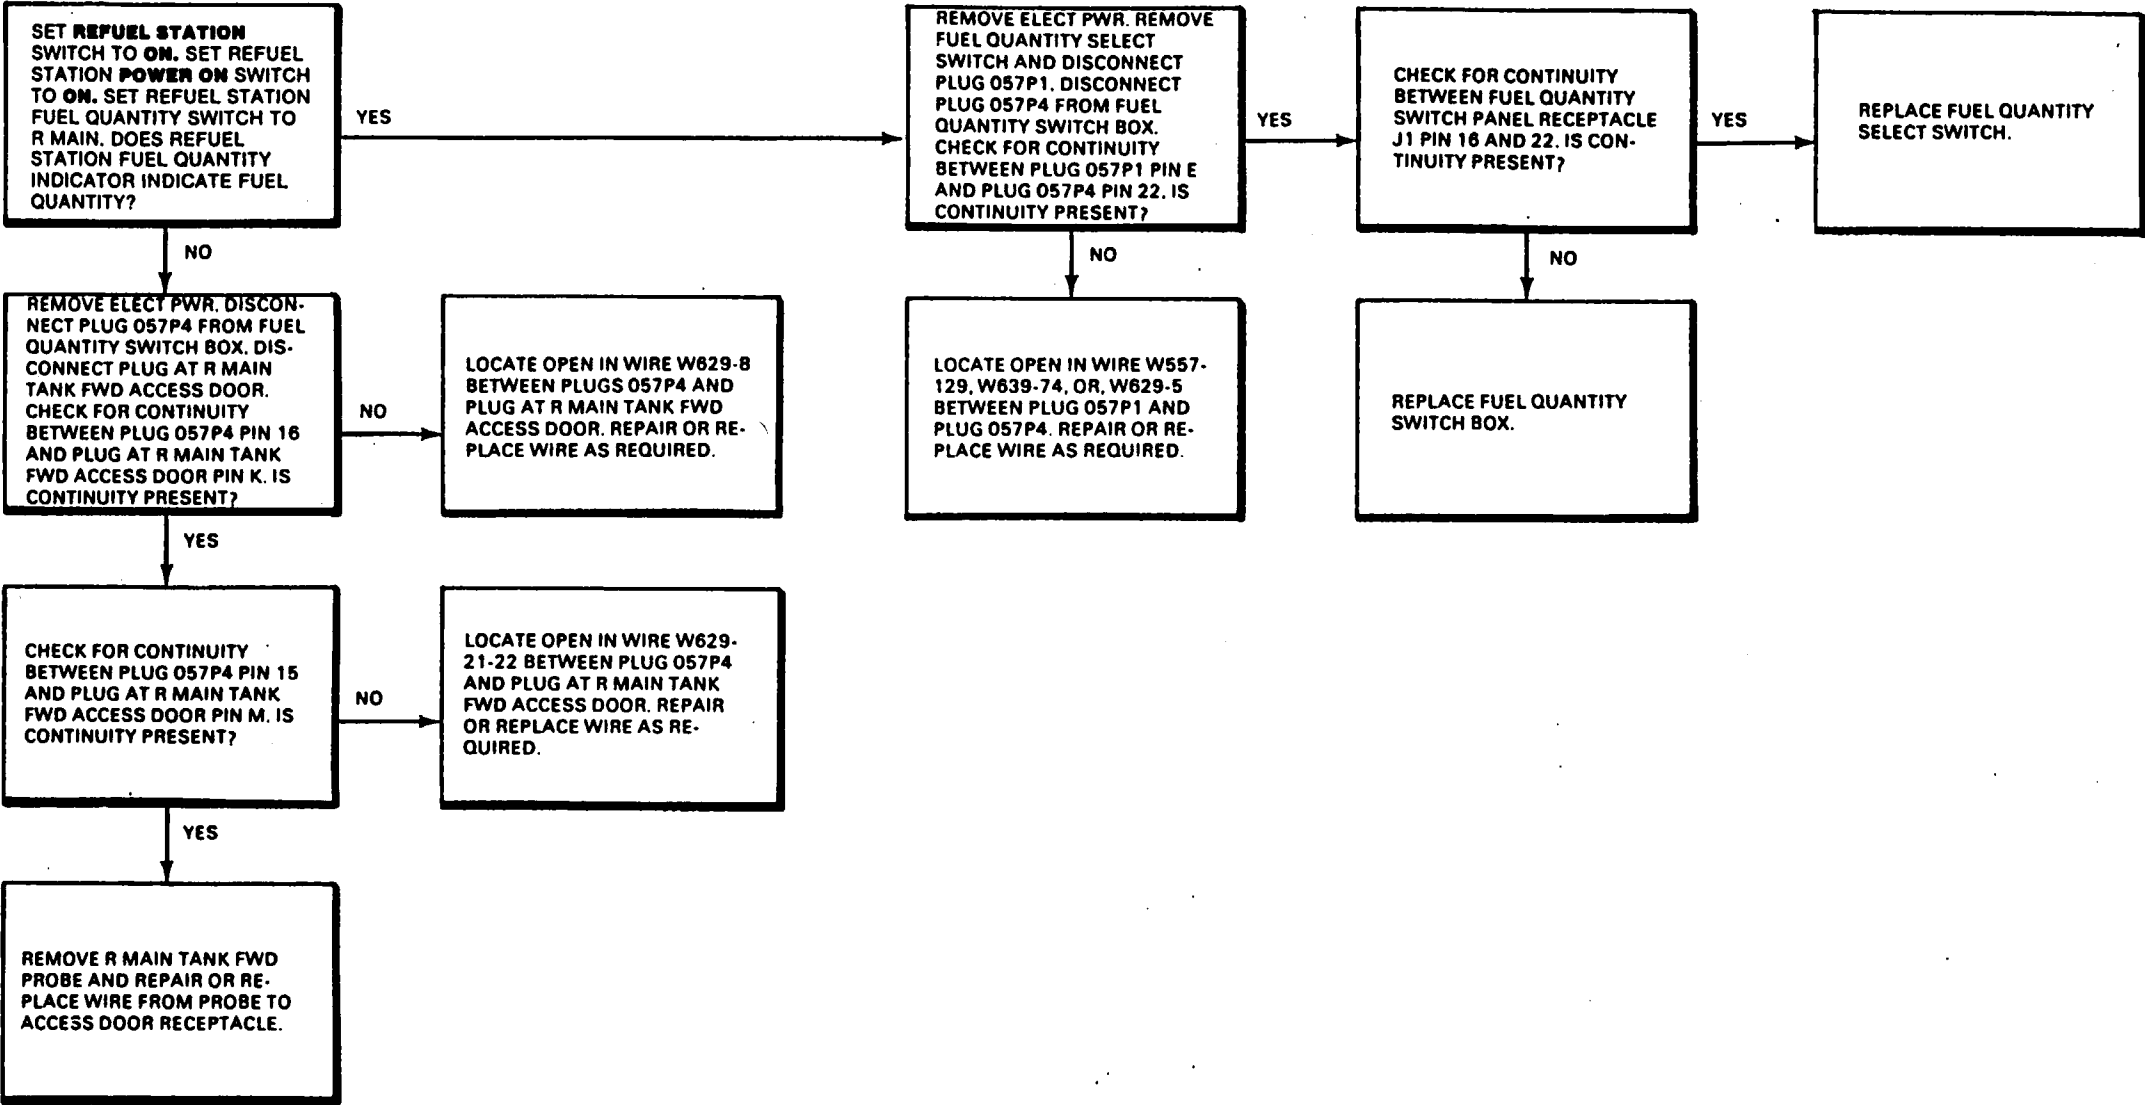 SET REFUEL STATION
SWITCH TO ON. SET REFUEL
STATION POWER ON SWITCH
TO ON. SET REFUEL STATION
FUEL QUANTITY SWITCH TO
R MAIN. DOES REFUEL
STATION FUEL QUANTITY
INDICATOR INDICATE FUEL
QUANTITY?
YES
REMOVE ELECT PWR. REMOVE
FUEL QUANTITY SELECT
SWITCH AND DISCONNECT
PLUG 057P1. DISCONNECT
PLUG 057P4 FROM FUEL
QUANTITY SWITCH BOX.
CHECK FOR CONTINUITY
BETWEEN PLUG 057P1 PIN E
AND PLUG 057P4 PIN 22. IS
CONTINUITY PRESENT?
YES
CHECK FOR CONTINUITY
BETWEEN FUEL QUANTITY
SWITCH PANEL RECEPTACLE
J1 PIN 16 AND 22. IS CON-
TINUITY PRESENT?
YES
REPLACE FUEL QUANTITY
SELECT SWITCH.
NO
NO
NO
REMOVE ELECT PWR. DISCON-
NECT PLUG 057P4 FROM FUEL
QUANTITY SWITCH BOX. DIS-
CONNECT PLUG AT R MAIN
TANK FWD ACCESS DOOR.
CHECK FOR CONTINUITY
BETWEEN PLUG 057P4 PIN 16
AND PLUG AT R MAIN TANK
FWD ACCESS DOOR PIN K. IS
CONTINUITY PRESENT?
NO
LOCATE OPEN IN WIRE W629-8
BETWEEN PLUGS 057P4 AND
PLUG AT R MAIN TANK FWD
ACCESS DOOR. REPAIR OR RE-
PLACE WIRE AS REQUIRED.
LOCATE OPEN IN WIRE W557-
129, W639-74, OR, W629-5
BETWEEN PLUG 057P1 AND
PLUG 057P4. REPAIR OR RE-
PLACE WIRE AS REQUIRED.
REPLACE FUEL QUANTITY
SWITCH BOX.
YES
CHECK FOR CONTINUITY
BETWEEN PLUG 057P4 PIN 15
AND PLUG AT R MAIN TANK
FWD ACCESS DOOR PIN M. IS
CONTINUITY PRESENT?
NO
LOCATE OPEN IN WIRE W629-
21-22 BETWEEN PLUG 057P4
AND PLUG AT R MAIN TANK
FWD ACCESS DOOR. REPAIR
OR REPLACE WIRE AS RE-
QUIRED.
YES
REMOVE R MAIN TANK FWD
PROBE AND REPAIR OR RE-
PLACE WIRE FROM PROBE TO
ACCESS DOOR RECEPTACLE.